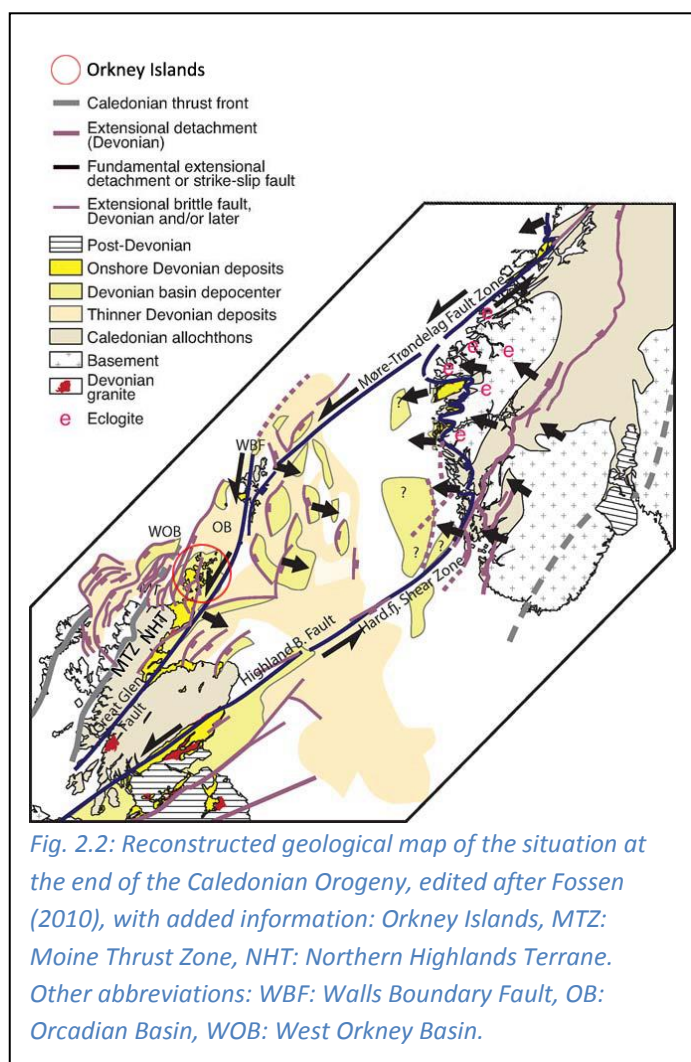 Orkney Islands
Caledonian thrust front
Extensional detachment
(Devonian)
Fundamental extensional
detachment or strike-slip fault
Extensional brittle fault,
Devonian and/or later
Post-Devonian
Onshore Devonian deposits
Devonian basin depocenter
Thinner Devonian deposits
Caledonian allochthons
Basement
Devonian
granite
e Eclogite
Møre-Trøndelag Fault Zone
e
e
e
e
e
e
?
?
?
?
?
?
WBF
WOB
OB
MTZ
NHT
Great Glen
Fault
Highland B. Fault
Hard.fj. Shear Zone
Fig. 2.2: Reconstructed geological map of the situation at
the end of the Caledonian Orogeny, edited after Fossen
(2010), with added information: Orkney Islands, MTZ:
Moine Thrust Zone, NHT: Northern Highlands Terrane.
Other abbreviations: WBF: Walls Boundary Fault, OB:
Orcadian Basin, WOB: West Orkney Basin.